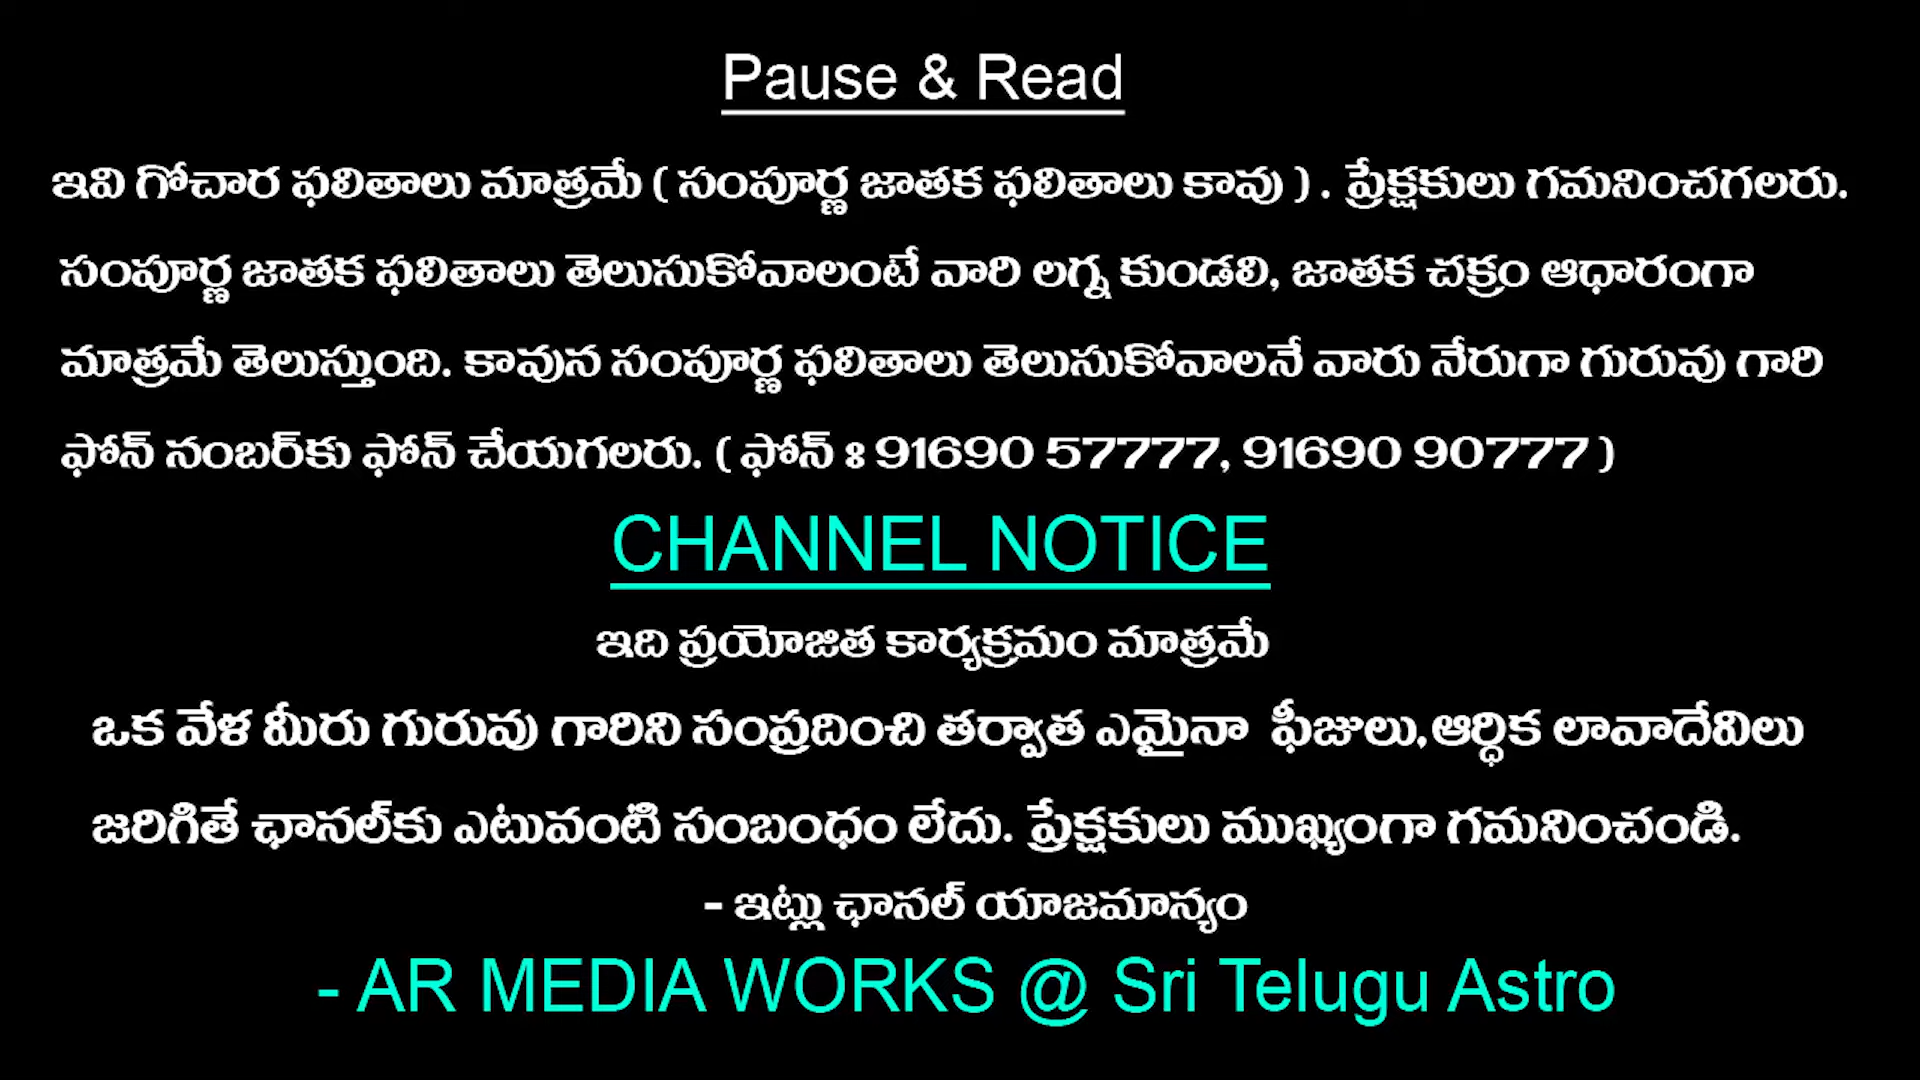 Pause & Read
ఇవి గోచార ఫలితాలు మాత్రమే ( సంపూర్ణ జాతక ఫలితాలు కావు ) . ప్రేక్షకులు గమనించగలరు.
సంపూర్ణ జాతక ఫలితాలు తెలుసుకోవాలంటే వారి లగ్న కుండలి, జాతక చక్రం ఆధారంగా
మాత్రమే తెలుస్తుంది. కావున సంపూర్ణ ఫలితాలు తెలుసుకోవాలనే వారు నేరుగా గురువు గారి
ఫోన్ నంబర్‌కు ఫోన్ చేయగలరు. ( ఫోన్ ః 91690 57777, 91690 90777 )
CHANNEL NOTICE
ఇది ప్రయోజిత కార్యక్రమం మాత్రమే
ఒక వేళ మీరు గురువు గారిని సంప్రదించి తర్వాత ఎమైనా ఫీజులు,ఆర్ధిక లావాదేవిలు
జరిగితే ఛానల్‌కు ఎటువంటి సంబంధం లేదు. ప్రేక్షకులు ముఖ్యంగా గమనించండి.
- ఇట్లు ఛానల్ యాజమాన్యం
- AR MEDIA WORKS @ Sri Telugu Astro